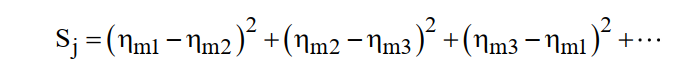 S_j = (η_m1 − η_m2)² + (η_m2 − η_m3)² + (η_m3 − η_m1)² + ⋯